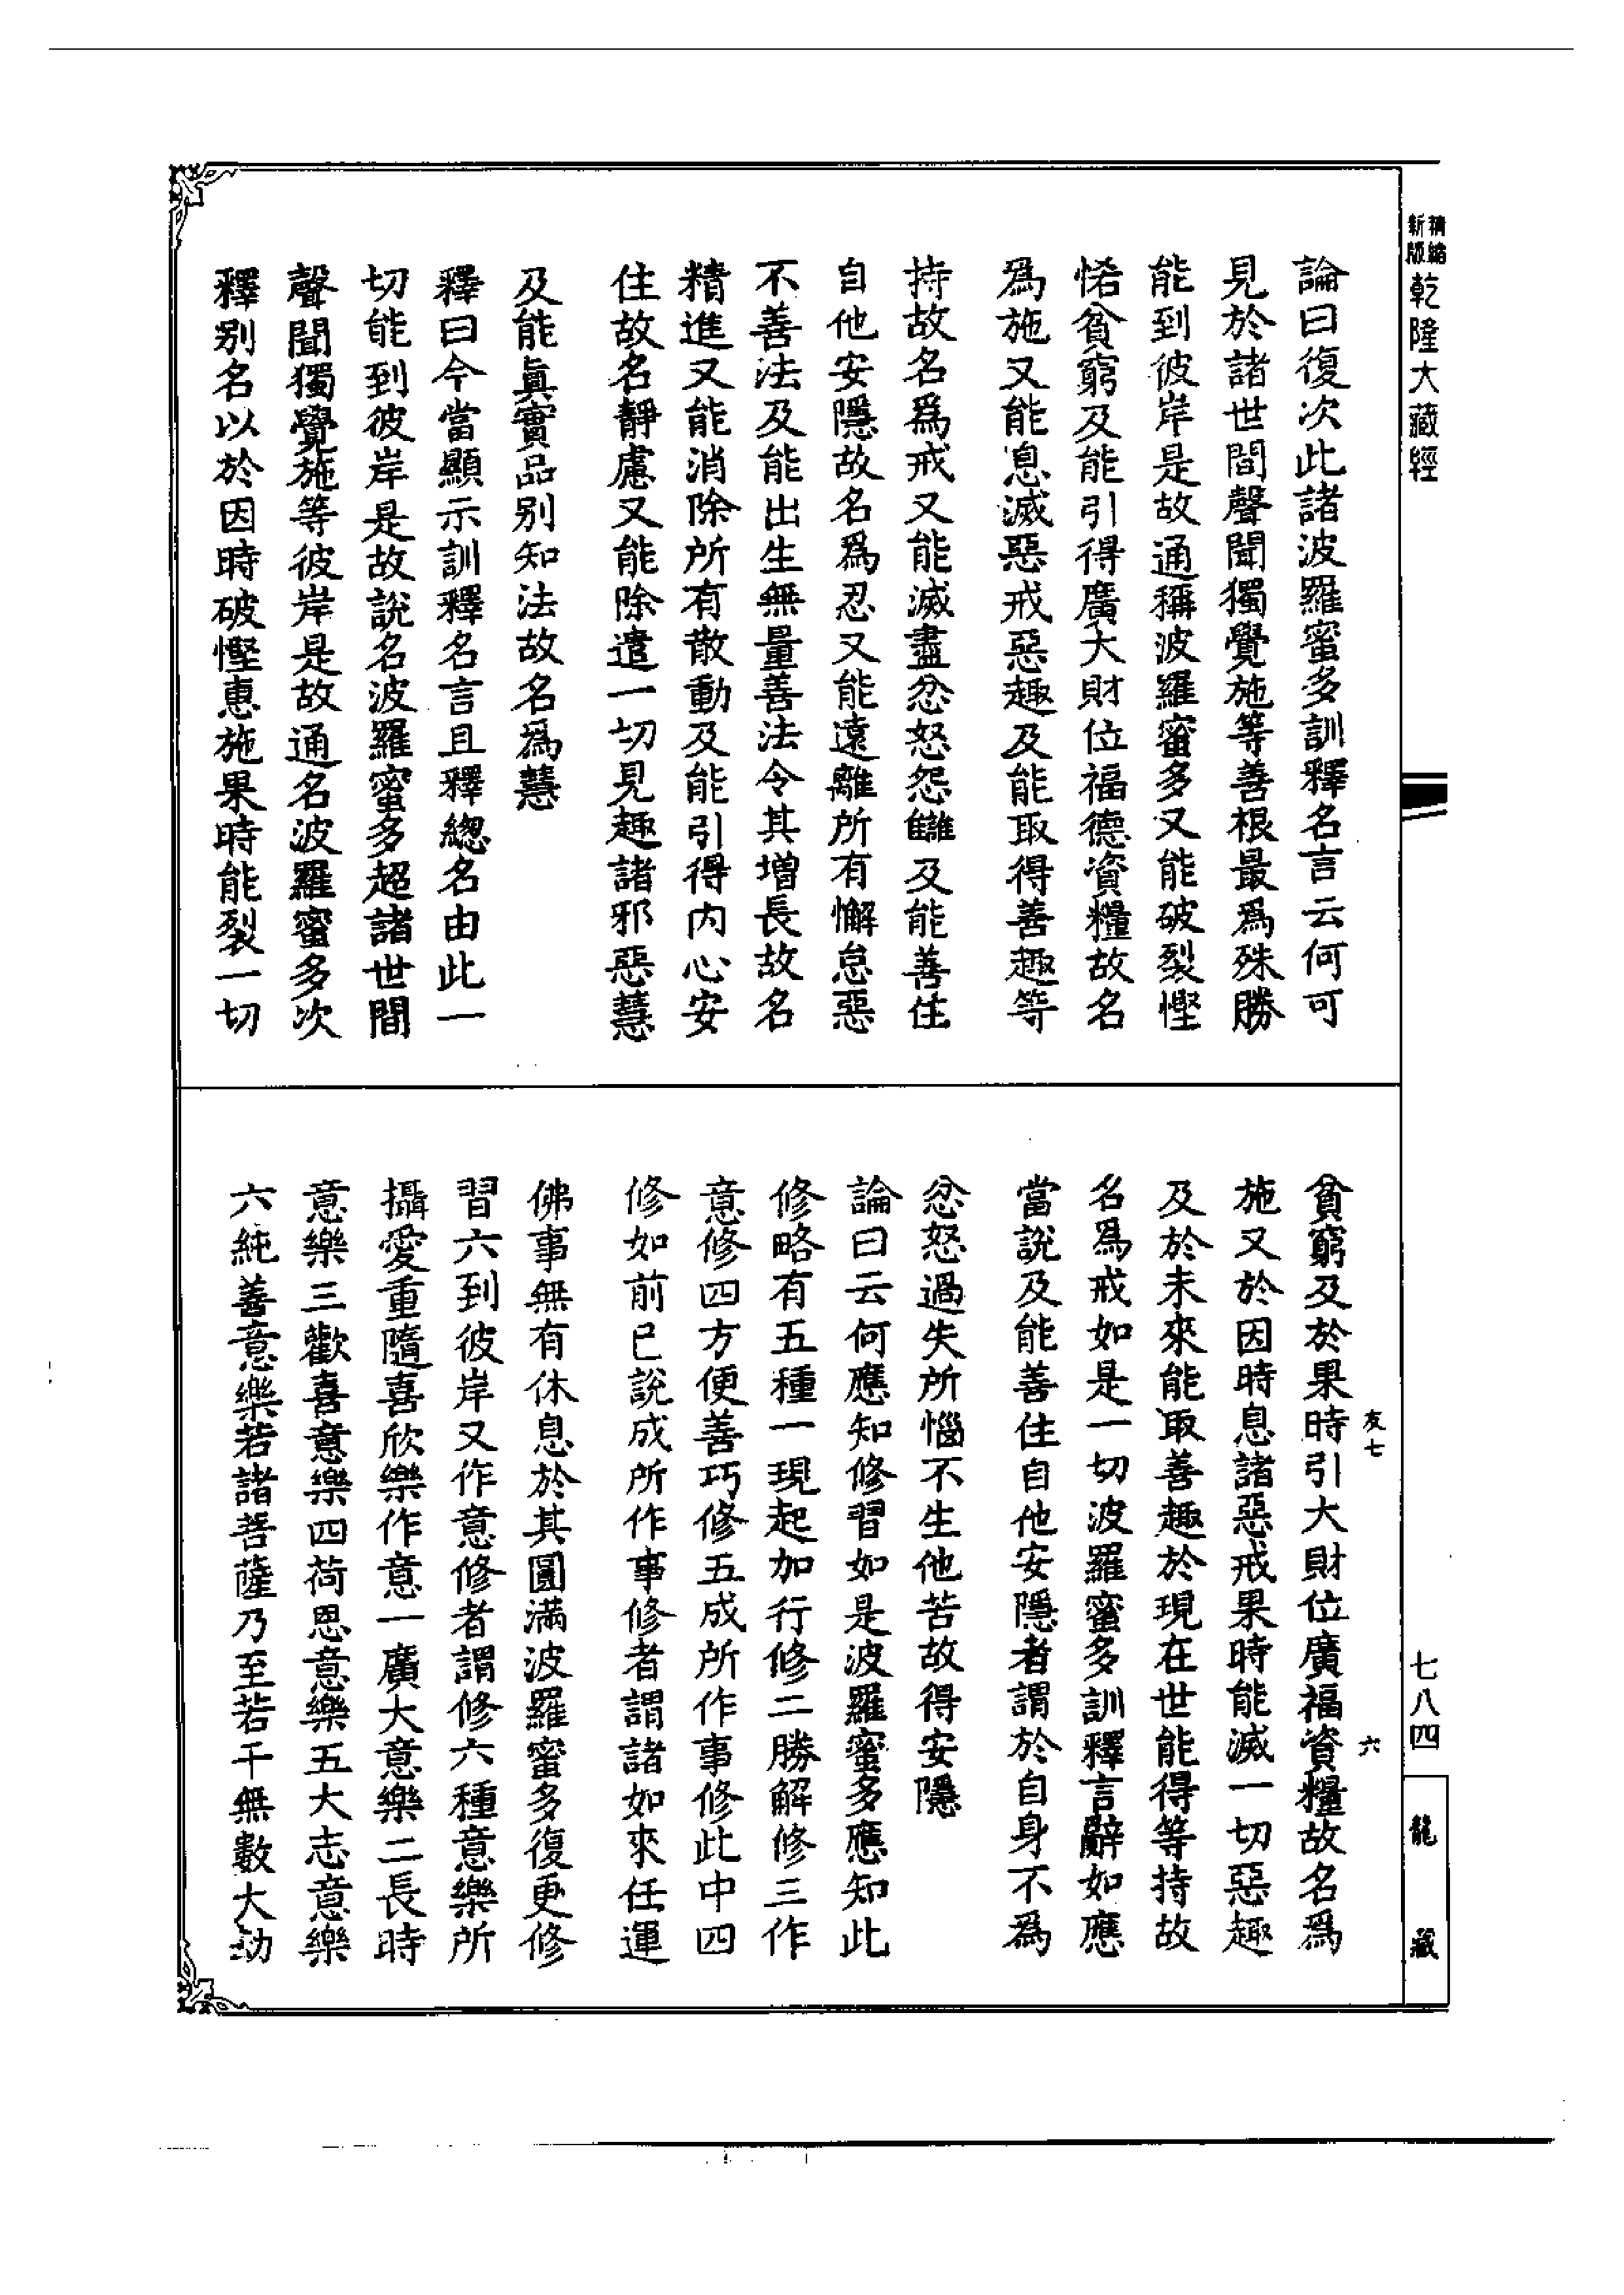 精縮
新版
乾隆大藏經
論曰復次此諸波羅蜜多訓釋名言云何可
見於諸世間聲聞獨覺施等善根最爲殊勝
能到彼岸是故通稱波羅蜜多又能破裂慳
悋貧窮及能引得廣大財位福德資糧故名
爲施又能息滅惡戒惡趣及能取得善趣等
持故名爲戒又能滅盡忿怒怨讎及能善住
自他安隱故名爲忍又能遠離所有懈怠惡
不善法及能出生無量善法令其增長故名
精進又能消除所有散動及能引得内心安
住故名靜慮又能除遣一切見趣諸邪惡慧
及能眞實品别知法故名爲慧
釋曰今當顯示訓釋名言且釋總名由此一
切能到彼岸是故說名波羅蜜多超諸世間
聲聞獨覺施等彼岸是故通名波羅蜜多次
釋别名以於因時破慳惠施果時能裂一切
貧窮及於果時引大財位廣福資糧故名爲
施又於因時息諸惡戒果時能滅一切惡趣
及於未來能取善趣於現在世能得等持故
名爲戒如是一切波羅蜜多訓釋言辭如應
當說及能善住自他安隱者謂於自身不爲
忿怒過失所惱不生他苦故得安隱
論曰云何應知修習如是波羅蜜多應知此
修略有五種一現起加行修二勝解修三作
意修四方便善巧修五成所作事修此中四
修如前已說成所作事修者謂諸如來任運
佛事無有休息於其圓滿波羅蜜多復更修
習六到彼岸又作意修者謂修六種意樂所
攝愛重隨喜欣樂作意一廣大意樂二長時
意樂三歡喜意樂四荷恩意樂五大志意樂
六純善意樂若諸菩薩乃至若干無數大劫
友七
六
七八四
龍藏